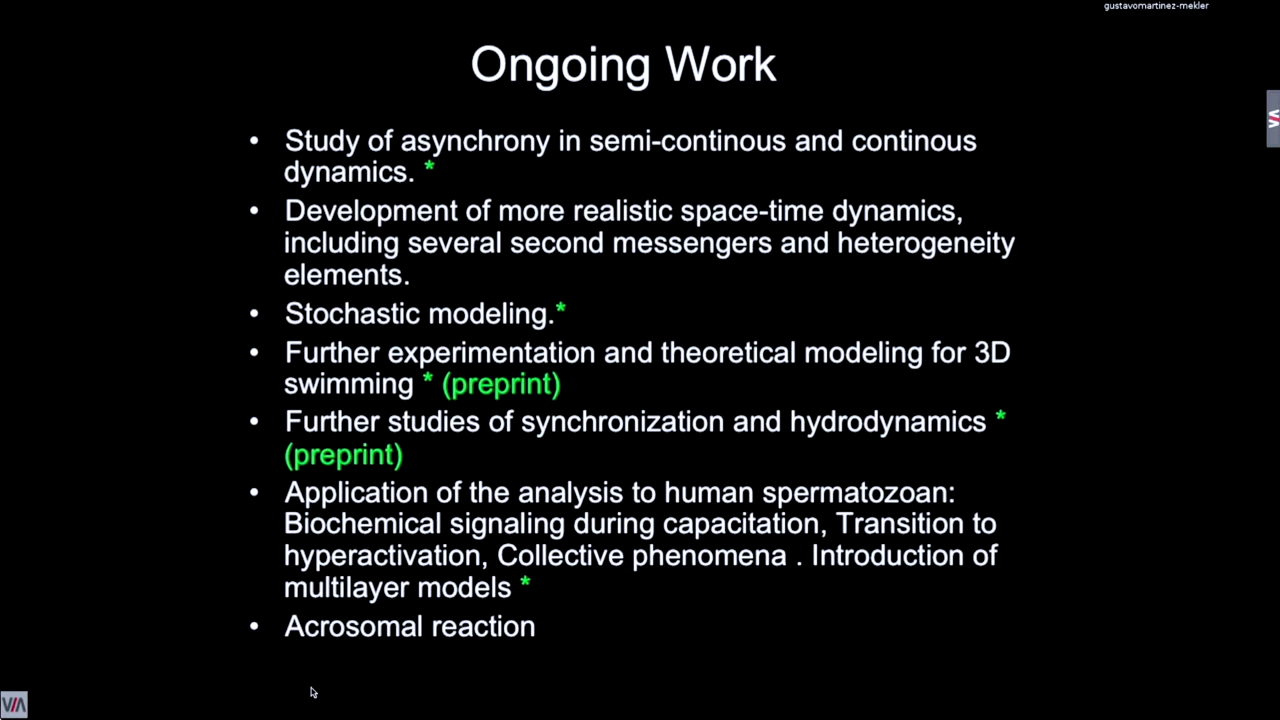 gustavomartinez-mekler
Ongoing Work
• Study of asynchrony in semi-continous and continous
dynamics. *
• Development of more realistic space-time dynamics,
including several second messengers and heterogeneity
elements.
• Stochastic modeling.*
• Further experimentation and theoretical modeling for 3D
swimming * (preprint)
• Further studies of synchronization and hydrodynamics *
(preprint)
• Application of the analysis to human spermatozoan:
Biochemical signaling during capacitation, Transition to
hyperactivation, Collective phenomena . Introduction of
multilayer models *
• Acrosomal reaction
VIA